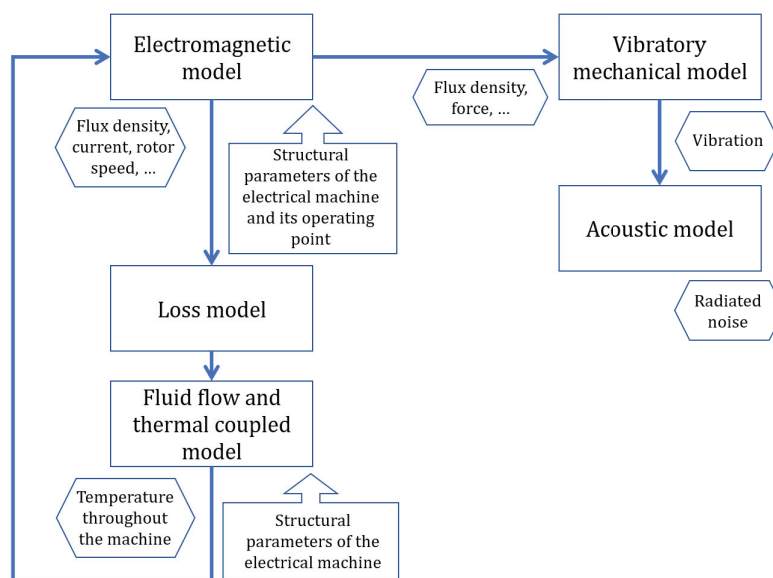 Electromagnetic
model
Vibratory
mechanical model
Flux density,
current, rotor
speed, ...
Flux density,
force, ...
Structural
parameters of the
electrical machine
and its operating
point
Vibration
Acoustic model
Loss model
Radiated
noise
Fluid flow and
thermal coupled
model
Temperature
throughout
the machine
Structural
parameters of the
electrical machine